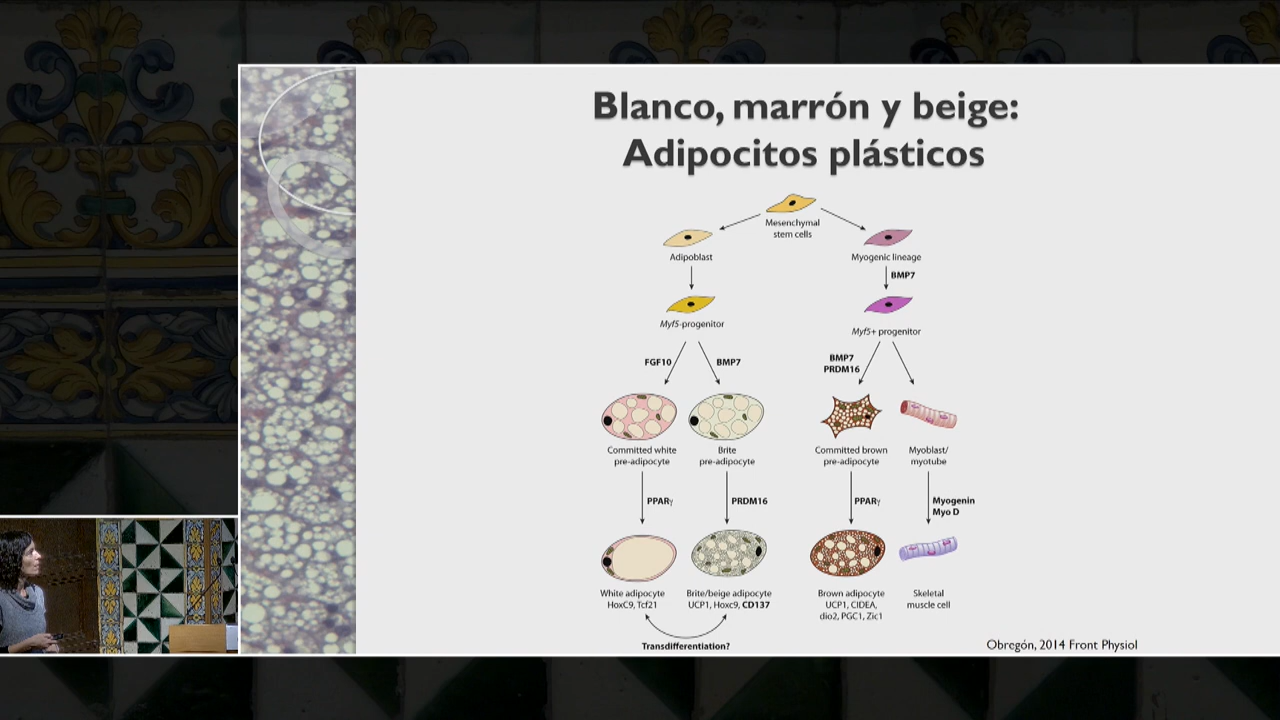 Blanco, marrón y beige:
Adipocitos plásticos
Mesenchymal
stem cells
Adipoblast
Myogenic lineage
BMP7
Myf5-progenitor
Myf5+ progenitor
FGF10
BMP7
BMP7
PRDM16
Committed white
pre-adipocyte
Brite
pre-adipocyte
Committed brown
pre-adipocyte
Myoblast/
myotube
PPARγ
PRDM16
PPARγ
Myogenin
Myo D
White adipocyte
HoxC9, Tcf21
Brite/beige adipocyte
UCP1, Hoxc9, CD137
Brown adipocyte
UCP1, CIDEA,
dio2, PGC1, Zic1
Skeletal
muscle cell
Transdifferentiation?
Obregón, 2014 Front Physiol